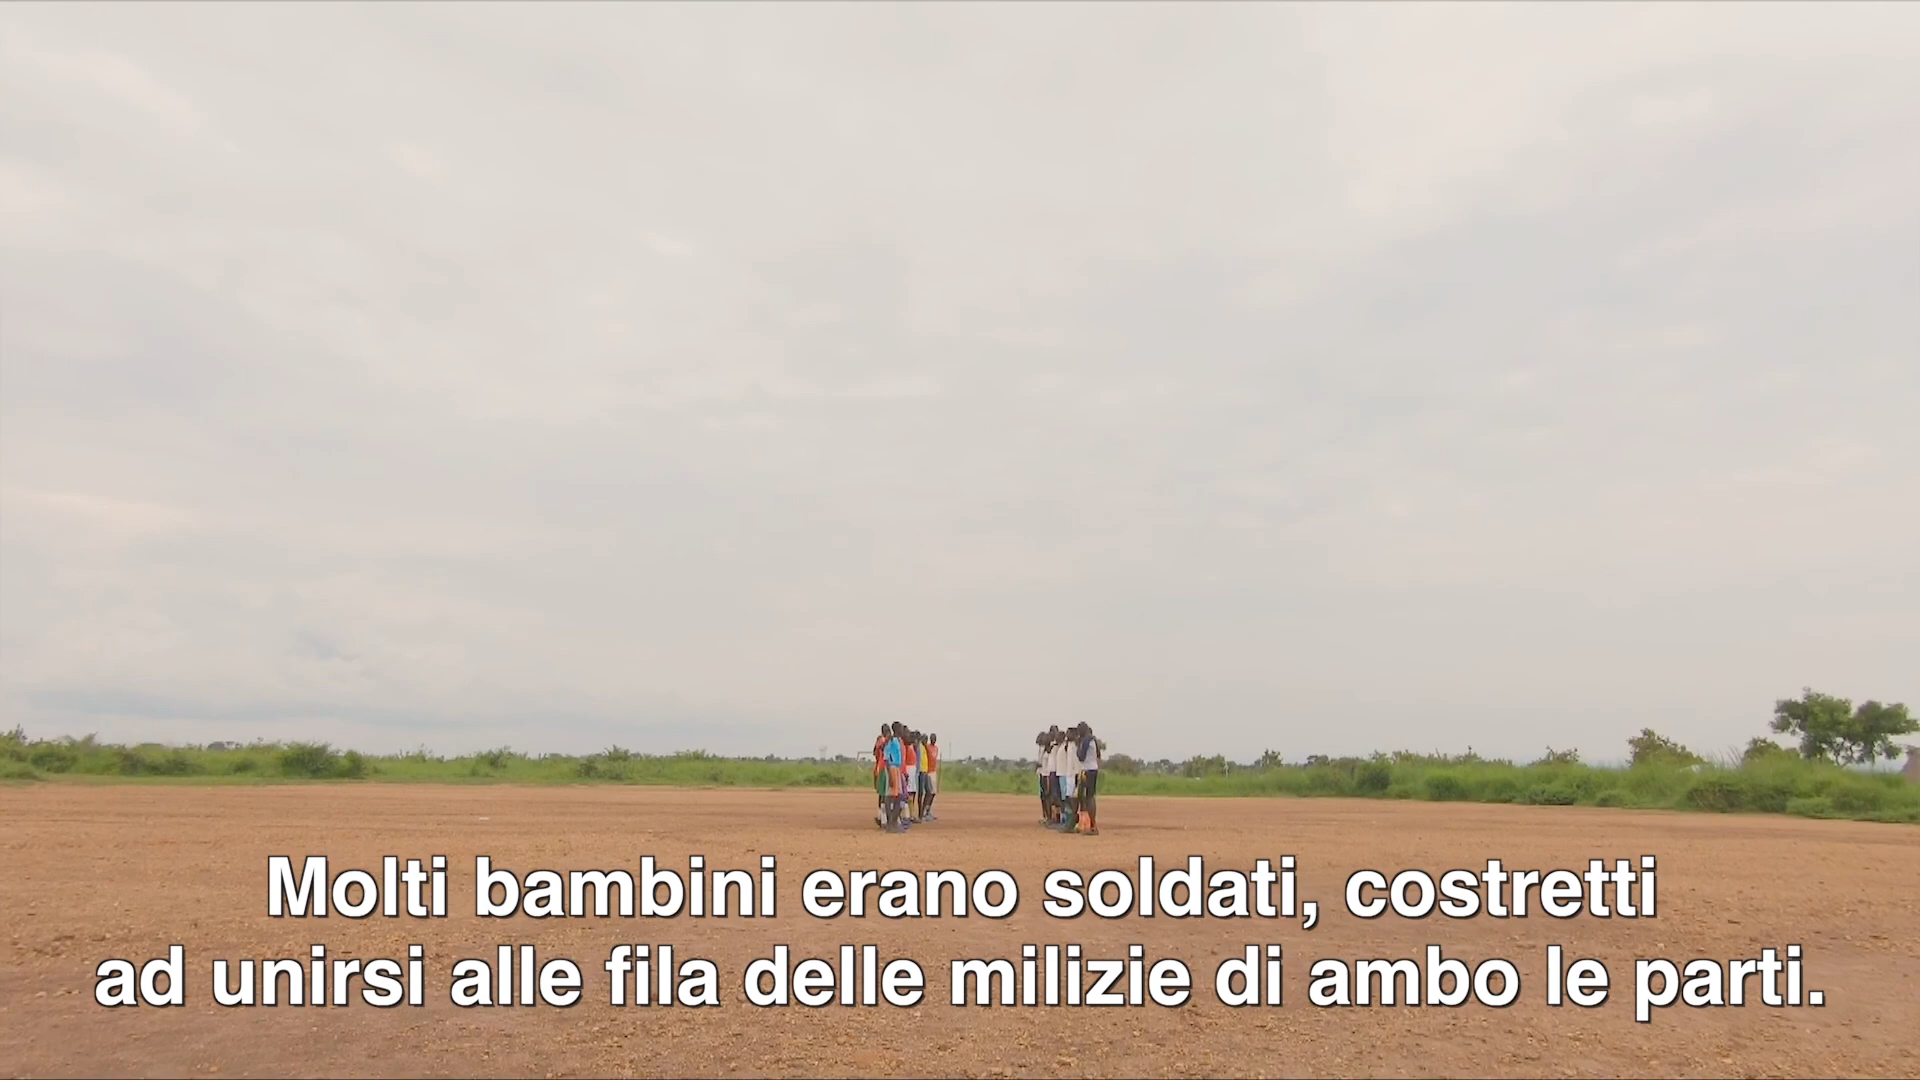 Molti bambini erano soldati, costretti
ad unirsi alle fila delle milizie di ambo le parti.